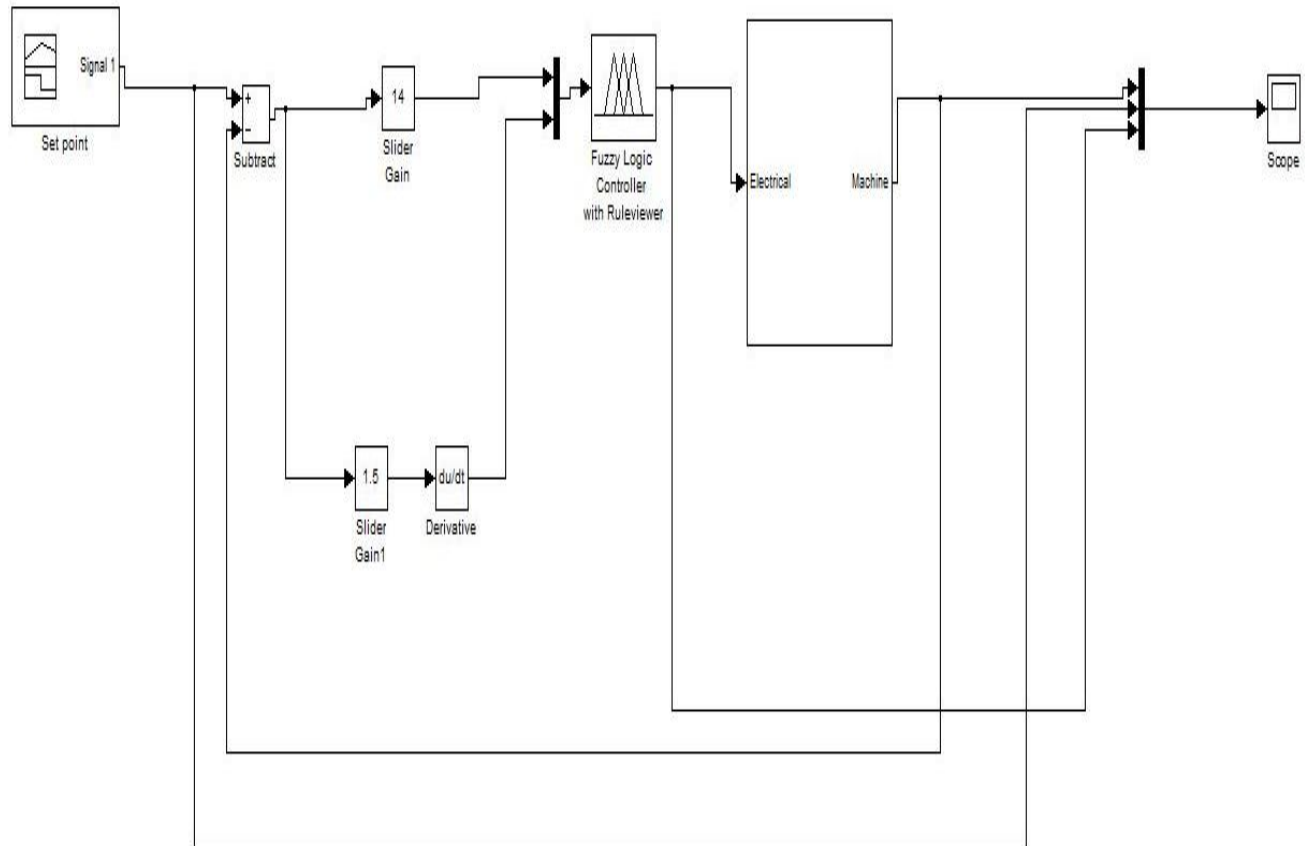 Signal 1
Set point
+
−
Subtract
14
Slider
Gain
Fuzzy Logic
Controller
with Ruleviewer
Electrical
Machine
Scope
1.5
Slider
Gain1
du/dt
Derivative